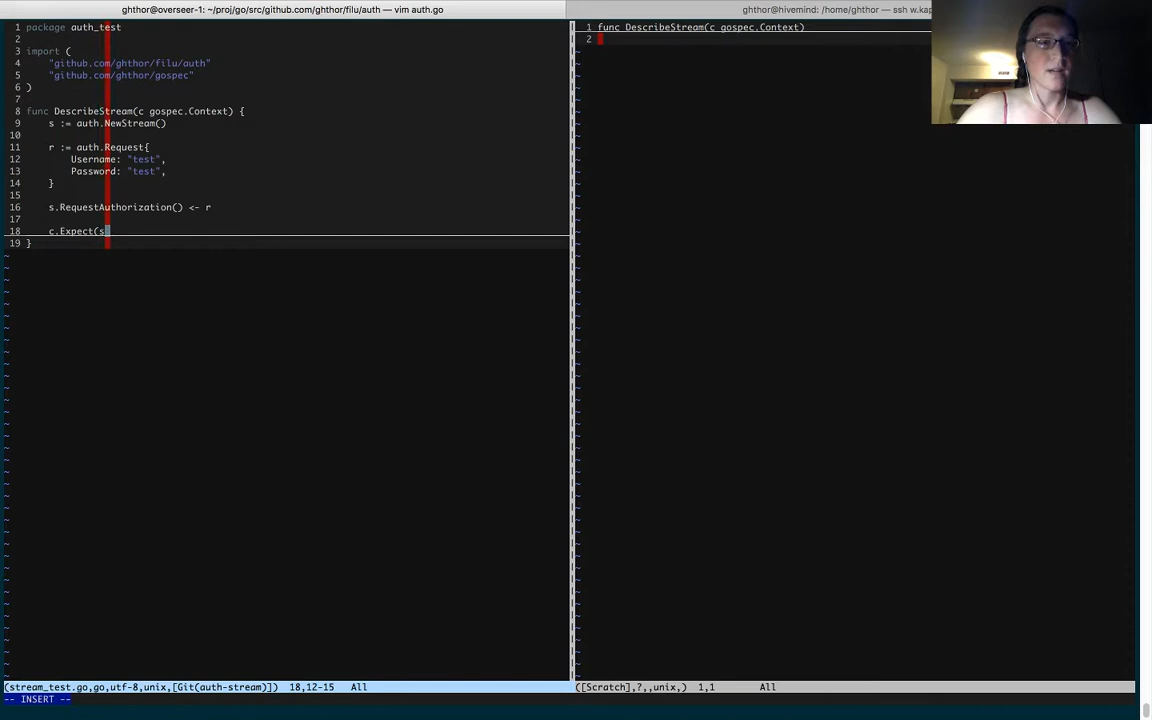 ghthor@overseer-1: ~/proj/go/src/github.com/ghthor/filu/auth — vim auth.go
ghthor@hivemind: /home/ghthor — ssh w.kap
1 package auth_test
2
3 import (
4 "github.com/ghthor/filu/auth"
5 "github.com/ghthor/gospec"
6 )
7
8 func DescribeStream(c gospec.Context) {
9 s := auth.NewStream()
10
11 r := auth.Request{
12 Username: "test",
13 Password: "test",
14 }
15
16 s.RequestAuthorization() <- r
17
18 c.Expect(s
19 }
(stream_test.go,go,utf-8,unix,[Git(auth-stream)]) 18,12-15 All
-- INSERT --
1 func DescribeStream(c gospec.Context)
2
([Scratch],?,,unix,) 1,1 All